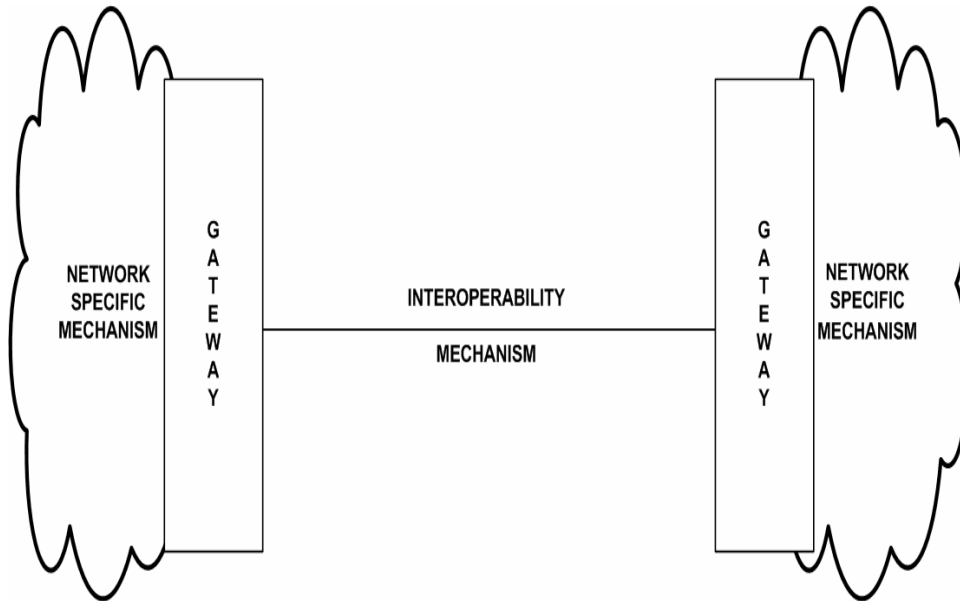 NETWORK
SPECIFIC
MECHANISM
G
A
T
E
W
A
Y
INTEROPERABILITY
MECHANISM
G
A
T
E
W
A
Y
NETWORK
SPECIFIC
MECHANISM